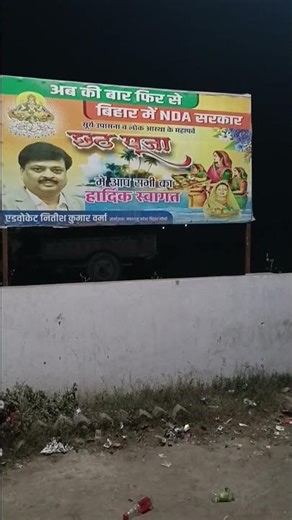 अब की बार फिर से
बिहार में NDA सरकार
सूर्य उपासना व लोक आस्था के महापर्व
छठ पूजा
में आप सभी का
हार्दिक स्वागत
एडवोकेट नितीश कुमार वर्मा